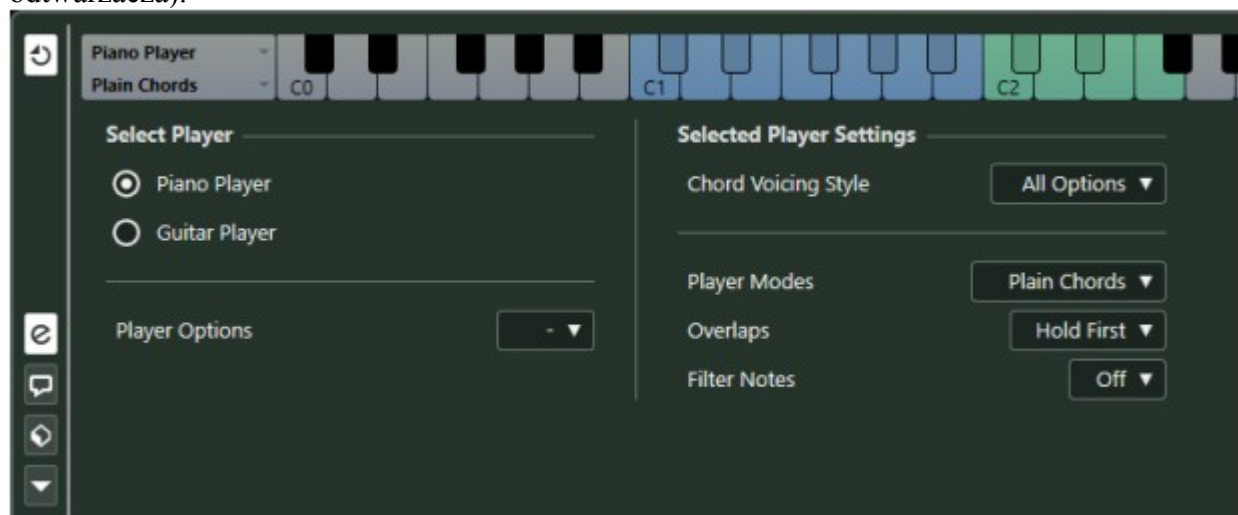 odtwarzacza).
Piano Player
Plain Chords
C0
C1
C2
Select Player
Piano Player
Guitar Player
Player Options
-
Selected Player Settings
Chord Voicing Style All Options
Player Modes Plain Chords
Overlaps Hold First
Filter Notes Off